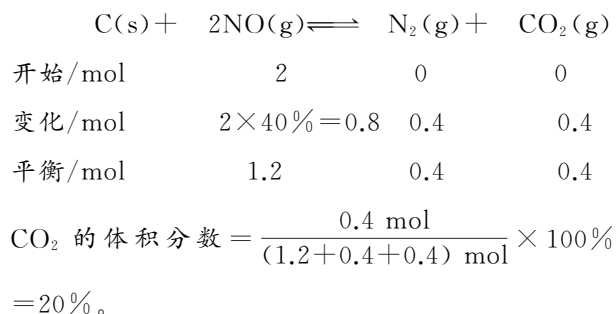 C(s)+ 2NO(g)⇌ N₂(g)+ CO₂(g)
开始/mol 2 0 0
变化/mol 2×40%=0.8 0.4 0.4
平衡/mol 1.2 0.4 0.4
CO₂ 的体积分数=0.4 mol/(1.2+0.4+0.4) mol×100%
=20%。